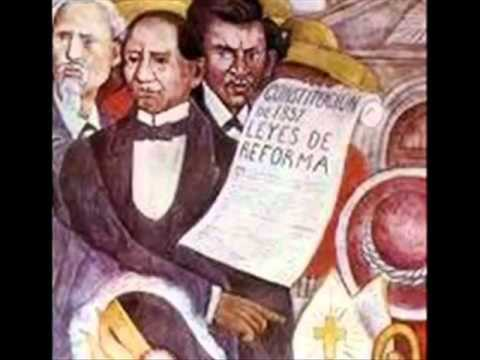 CONSTITUCION
DE 1857
LEYES DE
REFORMA